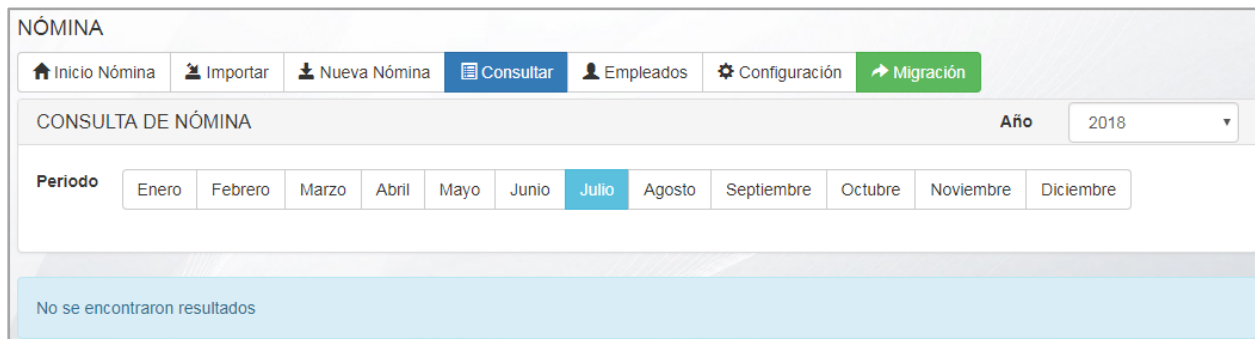 NÓMINA
Inicio Nómina Importar Nueva Nómina Consultar Empleados Configuración Migración
CONSULTA DE NÓMINA Año 2018
Periodo Enero Febrero Marzo Abril Mayo Junio Julio Agosto Septiembre Octubre Noviembre Diciembre
No se encontraron resultados